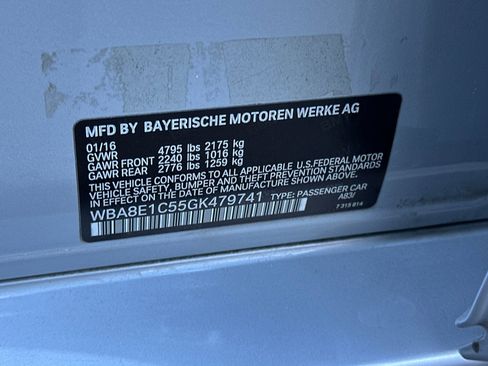 MFD BY BAYERISCHE MOTOREN WERKE AG
01/16
GVWR 4795 lbs 2175 kg
GAWR FRONT 2240 lbs 1016 kg
GAWR REAR 2776 lbs 1259 kg
THIS VEHICLE CONFORMS TO ALL APPLICABLE U.S. FEDERAL MOTOR
VEHICLE SAFETY, BUMPER AND THEFT PREVENTION STANDARDS
IN EFFECT ON THE DATE OF MANUFACTURE SHOWN ABOVE.
WBA8E1C55GK479741 TYPE: PASSENGER CAR
A83/
7 319 814